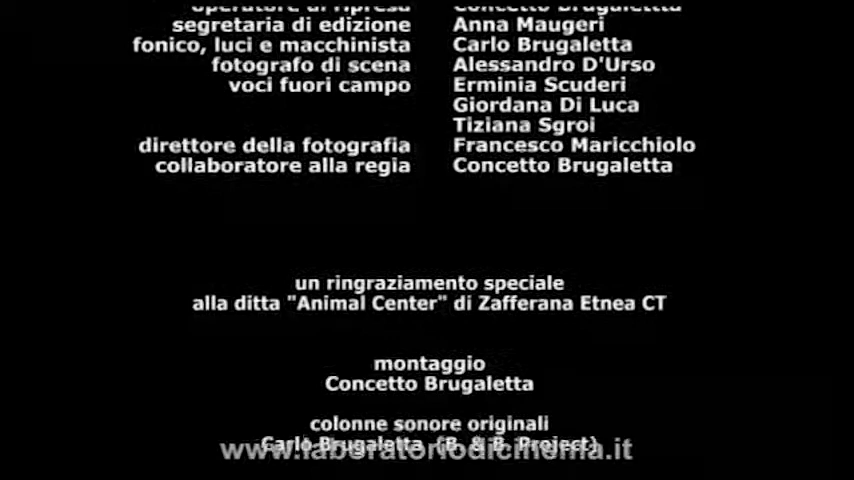 operatore di ripresa Concetto Brugaletta
segretaria di edizione Anna Maugeri
fonico, luci e macchinista Carlo Brugaletta
fotografo di scena Alessandro D'Urso
voci fuori campo Erminia Scuderi
Giordana Di Luca
Tiziana Sgroi
direttore della fotografia Francesco Maricchiolo
collaboratore alla regia Concetto Brugaletta
un ringraziamento speciale
alla ditta "Animal Center" di Zafferana Etnea CT
montaggio
Concetto Brugaletta
colonne sonore originali
Carlo Brugaletta (B. & B. Project)
www.laboratoriodicinema.it